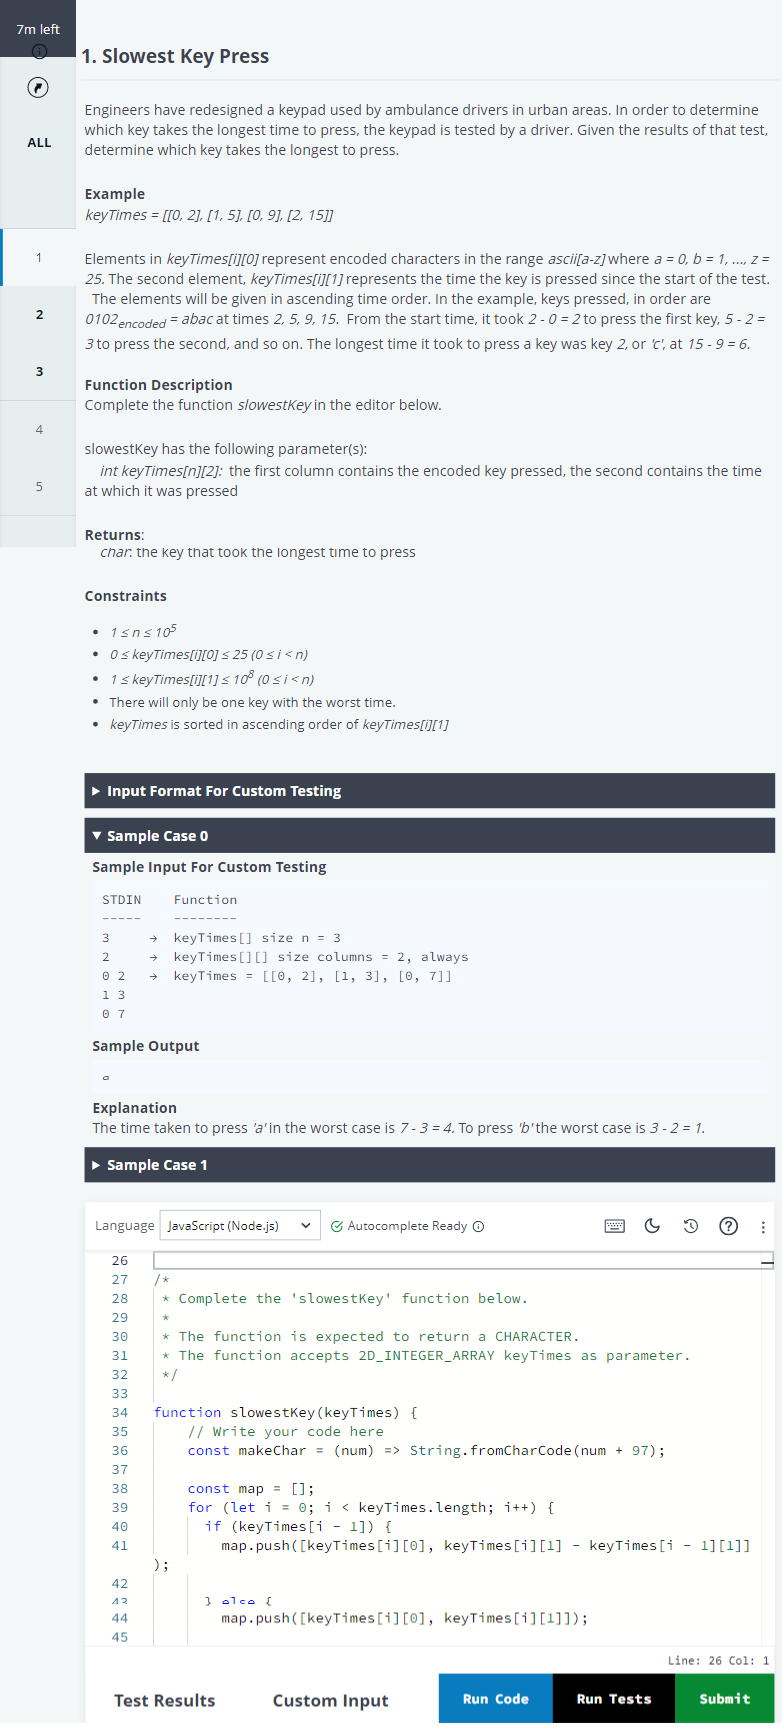 7m left
ALL
1
2
3
4
5
1. Slowest Key Press
Engineers have redesigned a keypad used by ambulance drivers in urban areas. In order to determine
which key takes the longest time to press, the keypad is tested by a driver. Given the results of that test,
determine which key takes the longest to press.
Example
keyTimes = [[0, 2], [1, 5], [0, 9], [2, 15]]
Elements in keyTimes[i][0] represent encoded characters in the range ascii[a-z] where a = 0, b = 1, ..., z =
25. The second element, keyTimes[i][1] represents the time the key is pressed since the start of the test.
The elements will be given in ascending time order. In the example, keys pressed, in order are
0102encoded = abac at times 2, 5, 9, 15. From the start time, it took 2 - 0 = 2 to press the first key, 5 - 2 =
3 to press the second, and so on. The longest time it took to press a key was key 2, or 'c', at 15 - 9 = 6.
Function Description
Complete the function slowestKey in the editor below.
slowestKey has the following parameter(s):
int keyTimes[n][2]: the first column contains the encoded key pressed, the second contains the time
at which it was pressed
Returns:
char: the key that took the longest time to press
Constraints
• 1 ≤ n ≤ 10⁵
• 0 ≤ keyTimes[i][0] ≤ 25 (0 ≤ i < n)
• 1 ≤ keyTimes[i][1] ≤ 10⁸ (0 ≤ i < n)
• There will only be one key with the worst time.
• keyTimes is sorted in ascending order of keyTimes[i][1]
▶ Input Format For Custom Testing
▼ Sample Case 0
Sample Input For Custom Testing
STDIN Function
----- --------
3 → keyTimes[] size n = 3
2 → keyTimes[][] size columns = 2, always
0 2 → keyTimes = [[0, 2], [1, 3], [0, 7]]
1 3
0 7
Sample Output
a
Explanation
The time taken to press 'a' in the worst case is 7 - 3 = 4. To press 'b' the worst case is 3 - 2 = 1.
▶ Sample Case 1
Language JavaScript (Node.js) Autocomplete Ready
26
27 /*
28 * Complete the 'slowestKey' function below.
29 *
30 * The function is expected to return a CHARACTER.
31 * The function accepts 2D_INTEGER_ARRAY keyTimes as parameter.
32 */
33
34 function slowestKey(keyTimes) {
35 // Write your code here
36 const makeChar = (num) => String.fromCharCode(num + 97);
37
38 const map = [];
39 for (let i = 0; i < keyTimes.length; i++) {
40 if (keyTimes[i - 1]) {
41 map.push([keyTimes[i][0], keyTimes[i][1] - keyTimes[i - 1][1]]
);
42
43 } else {
44 map.push([keyTimes[i][0], keyTimes[i][1]]);
45
Line: 26 Col: 1
Test Results Custom Input Run Code Run Tests Submit